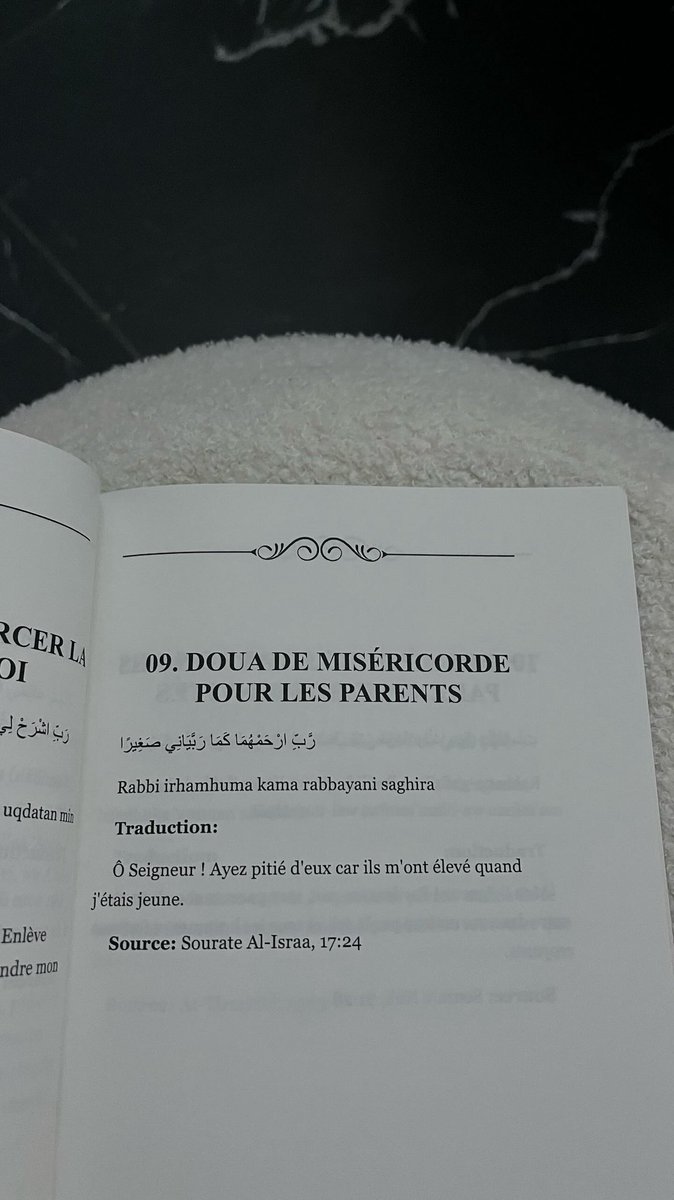 RCER LA
OI
رَبِّ اشْرَحْ لِي
uqdatan min
Enlève
ndre mon
09. DOUA DE MISÉRICORDE
POUR LES PARENTS
رَّبِّ ارْحَمْهُمَا كَمَا رَبَّيَانِي صَغِيرًا
Rabbi irhamhuma kama rabbayani saghira
Traduction:
Ô Seigneur ! Ayez pitié d'eux car ils m'ont élevé quand
j'étais jeune.
Source: Sourate Al-Israa, 17:24